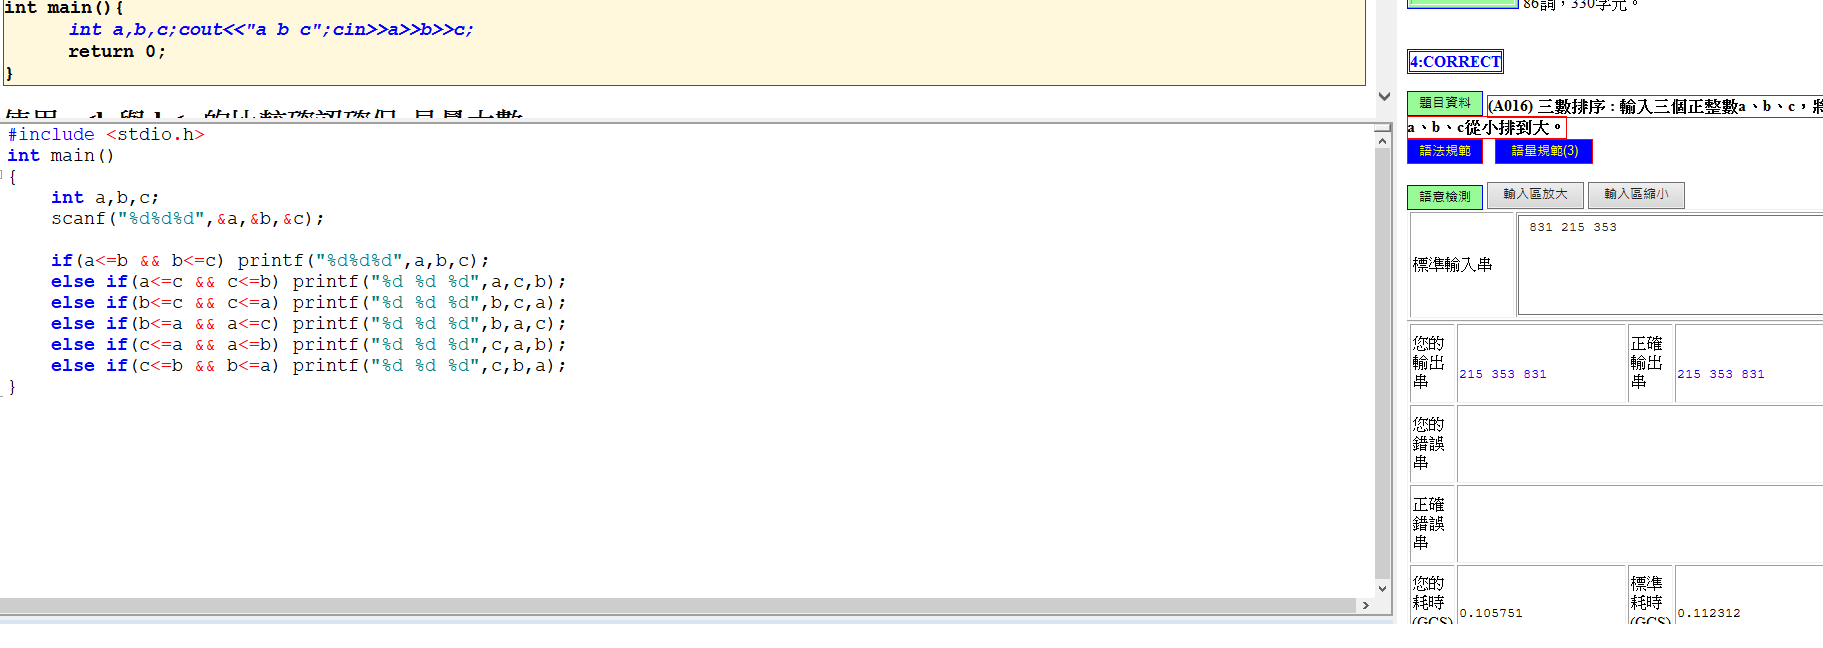 int main(){
int a,b,c;cout<<"a b c";cin>>a>>b>>c;
return 0;
}
#include <stdio.h>
int main()
{
int a,b,c;
scanf("%d%d%d",&a,&b,&c);
if(a<=b && b<=c) printf("%d%d%d",a,b,c);
else if(a<=c && c<=b) printf("%d %d %d",a,c,b);
else if(b<=c && c<=a) printf("%d %d %d",b,c,a);
else if(b<=a && a<=c) printf("%d %d %d",b,a,c);
else if(c<=a && a<=b) printf("%d %d %d",c,a,b);
else if(c<=b && b<=a) printf("%d %d %d",c,b,a);
}
86詞，330字元。
4:CORRECT
題目資料 (A016) 三數排序 : 輸入三個正整數a、b、c，將
a、b、c從小排到大。
語法規範 語量規範(3)
語意檢測 輸入區放大 輸入區縮小
標準輸入串 831 215 353
您的
輸出
串
215 353 831
正確
輸出
串
215 353 831
您的
錯誤
串
正確
錯誤
串
您的
耗時
(GCS)
0.105751
標準
耗時
(GCS)
0.112312